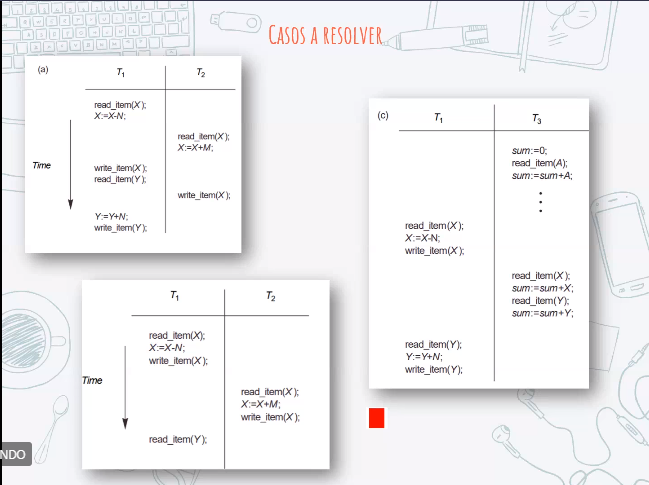 CASOS A RESOLVER
(a)
T1
T2
read_item(X);
X:=X-N;
read_item(X);
X:=X+M;
Time
write_item(X);
read_item(Y);
write_item(X);
Y:=Y+N;
write_item(Y);
T1
T2
read_item(X);
X:=X-N;
write_item(X);
Time
read_item(X);
X:=X+M;
write_item(X);
read_item(Y);
(c)
T1
T3
sum:=0;
read_item(A);
sum:=sum+A;
read_item(X);
X:=X-N;
write_item(X);
read_item(X);
sum:=sum+X;
read_item(Y);
sum:=sum+Y;
read_item(Y);
Y:=Y+N;
write_item(Y);
NDO